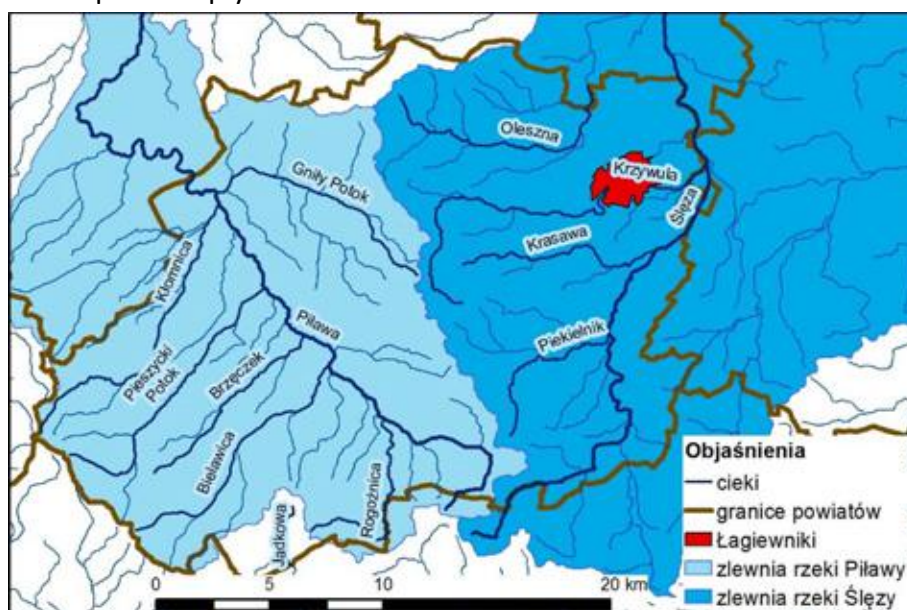 Oleszna
Gniły Potok
Krzywula
Ślęza
Krasawa
Kłomnica
Piława
Piekielnik
Pieszycki
Potok
Brzęczek
Bielawica
Rogoźnica
Jadkowa
Objaśnienia
cieki
granice powiatów
Łagiewniki
zlewnia rzeki Piławy
zlewnia rzeki Ślęzy
0 5 10 20 km